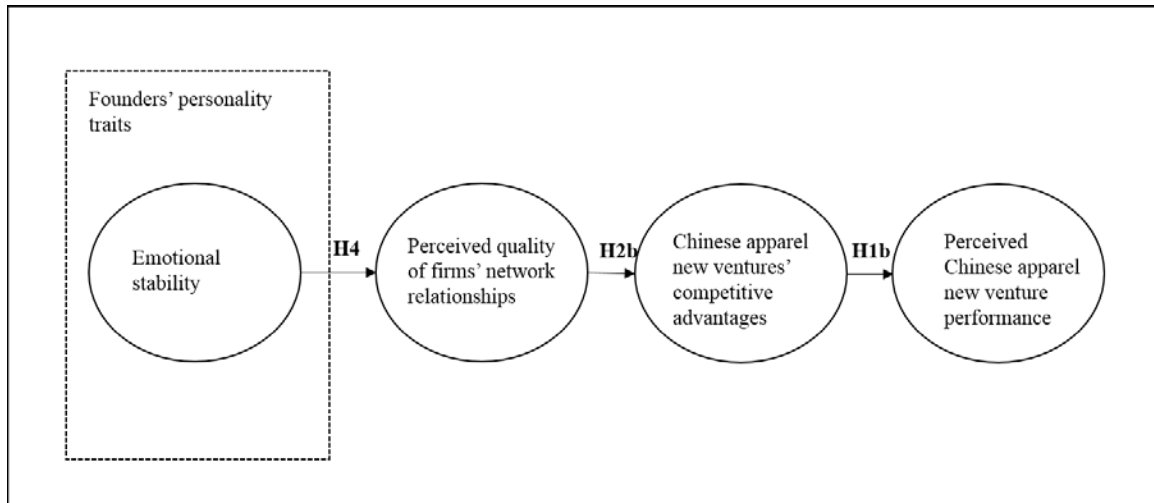 Founders’ personality
traits
Emotional
stability
H4
Perceived quality
of firms’ network
relationships
H2b
Chinese apparel
new ventures’
competitive
advantages
H1b
Perceived
Chinese apparel
new venture
performance